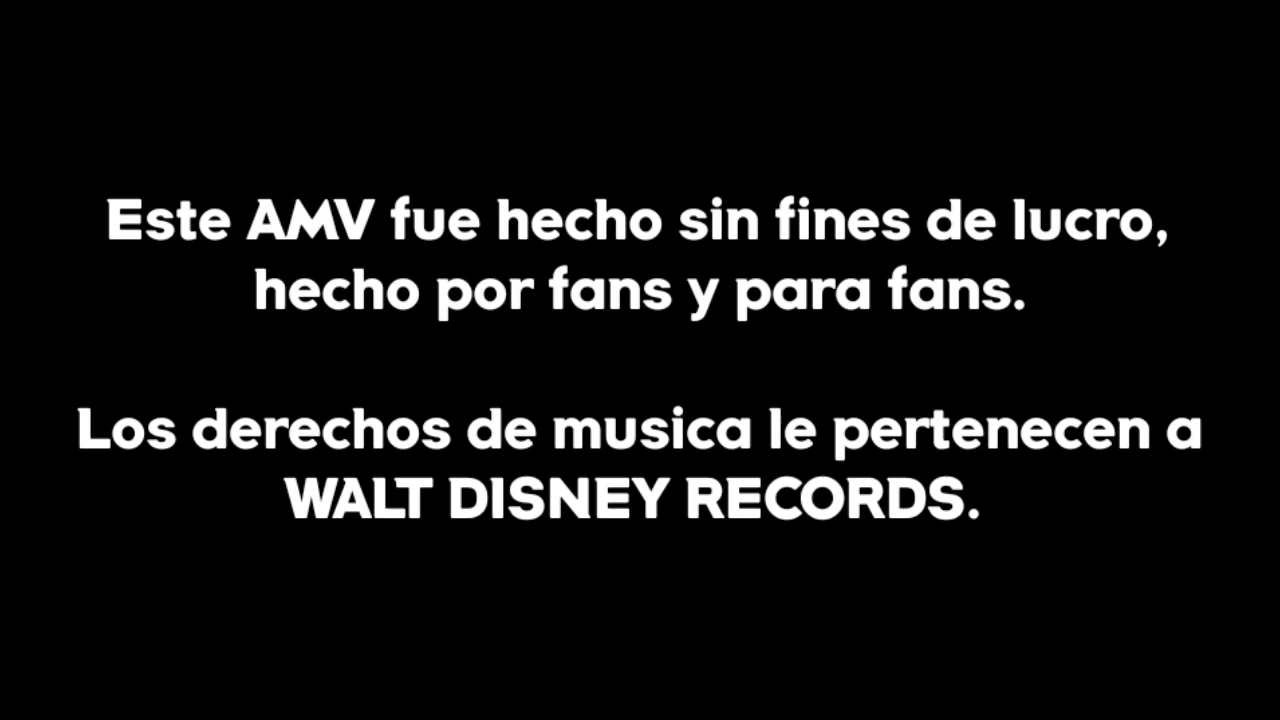 Este AMV fue hecho sin fines de lucro,
hecho por fans y para fans.
Los derechos de musica le pertenecen a
WALT DISNEY RECORDS.